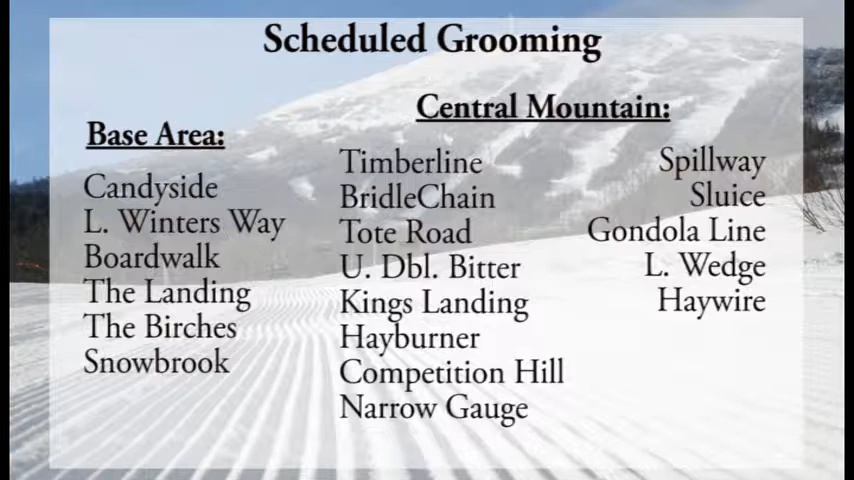 Scheduled Grooming
Base Area:
Candyside
L. Winters Way
Boardwalk
The Landing
The Birches
Snowbrook
Central Mountain:
Timberline
BridleChain
Tote Road
U. Dbl. Bitter
Kings Landing
Hayburner
Competition Hill
Narrow Gauge
Spillway
Sluice
Gondola Line
L. Wedge
Haywire